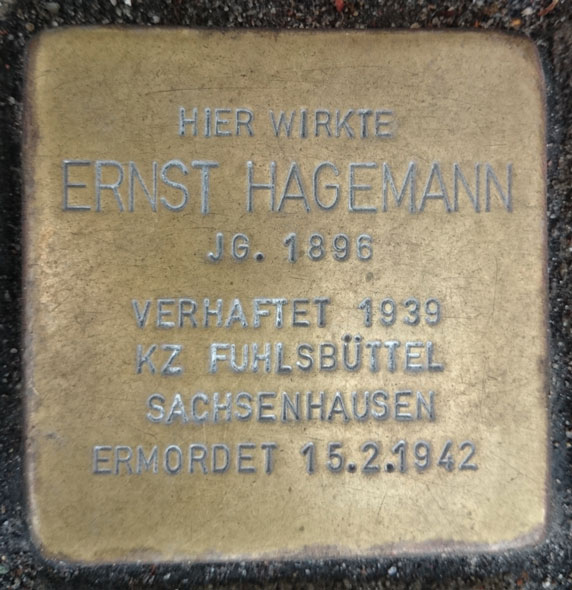 HIER WIRKTE
ERNST HAGEMANN
JG. 1896
VERHAFTET 1939
KZ FUHLSBÜTTEL
SACHSENHAUSEN
ERMORDET 15.2.1942